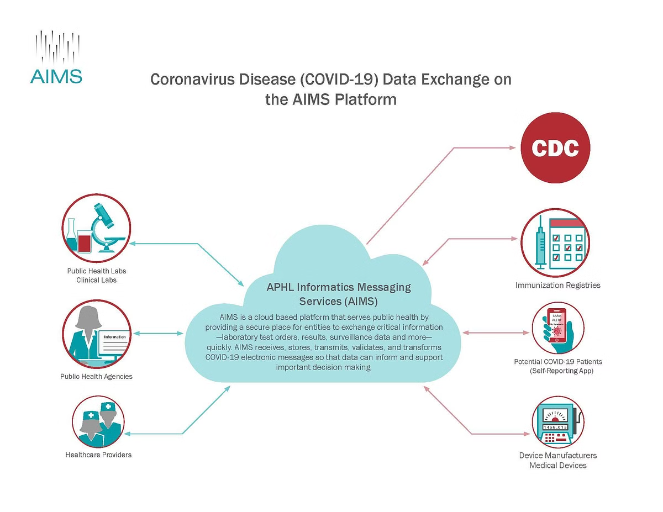 AIMS
Coronavirus Disease (COVID-19) Data Exchange on
the AIMS Platform
CDC
Public Health Labs
Clinical Labs
Immunization Registries
APHL Informatics Messaging
Services (AIMS)
AIMS is a cloud based platform that serves public health by
providing a secure place for entities to exchange critical information
—laboratory test orders, results, surveillance data and more—
quickly. AIMS receives, stores, transmits, validates, and transforms
COVID-19 electronic messages so that data can inform and support
important decision making.
Information
Public Health Agencies
Potential COVID-19 Patients
(Self-Reporting App)
Healthcare Providers
Device Manufacturers
Medical Devices